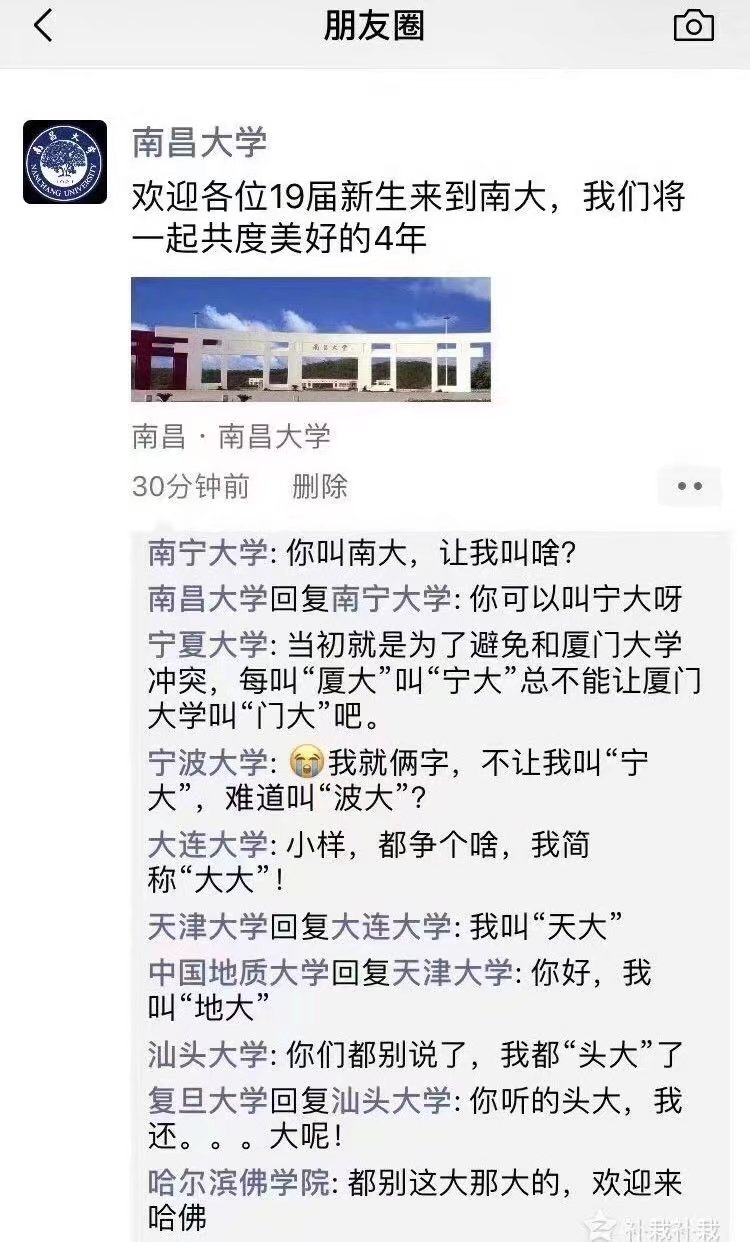 朋友圈
南昌大学
NANCHANG UNIVERSITY
1921
南昌大学
欢迎各位19届新生来到南大，我们将
一起共度美好的4年
南昌大学
南昌 · 南昌大学
30分钟前 删除
南宁大学: 你叫南大，让我叫啥?
南昌大学回复南宁大学: 你可以叫宁大呀
宁夏大学: 当初就是为了避免和厦门大学
冲突，每叫“厦大”叫“宁大”总不能让厦门
大学叫“门大”吧。
宁波大学: 😭我就俩字，不让我叫“宁
大”，难道叫“波大”?
大连大学: 小样，都争个啥，我简
称“大大”!
天津大学回复大连大学: 我叫“天大”
中国地质大学回复天津大学: 你好，我
叫“地大”
汕头大学: 你们都别说了，我都“头大”了
复旦大学回复汕头大学: 你听的头大，我
还。。。大呢!
哈尔滨佛学院: 都别这大那大的，欢迎来
哈佛
补栽补栽